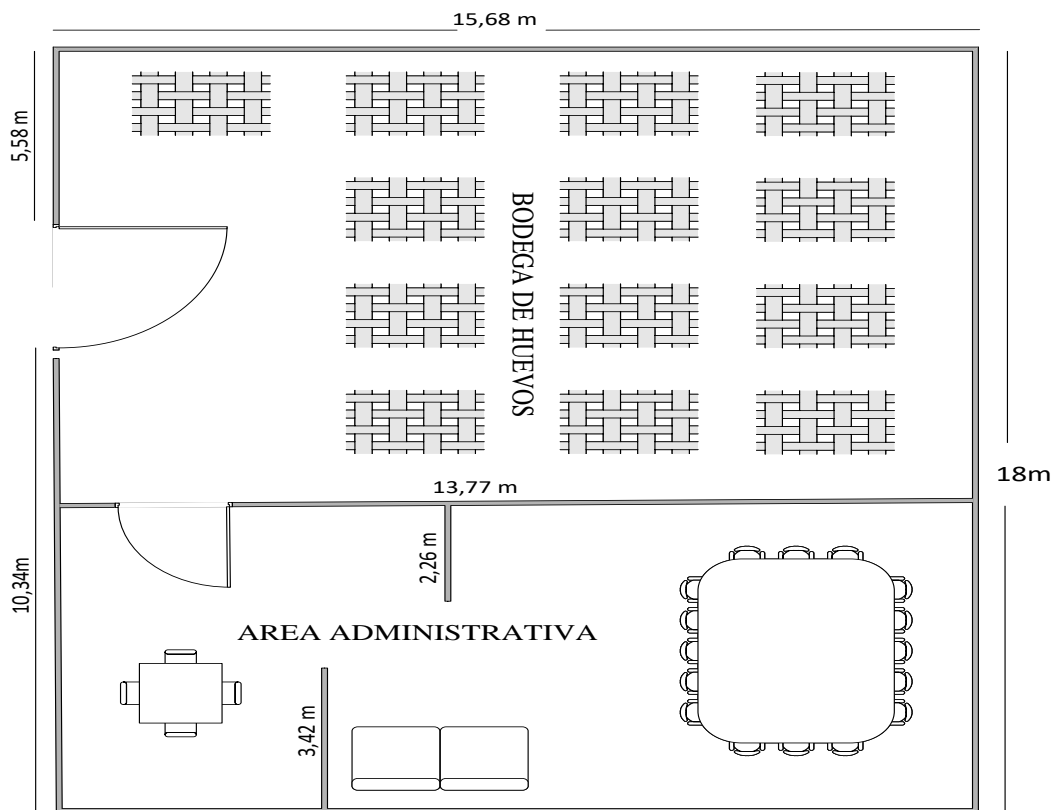 15,68 m
5,58 m
BODEGA DE HUEVOS
18m
13,77 m
2,26 m
10,34m
AREA ADMINISTRATIVA
3,42 m